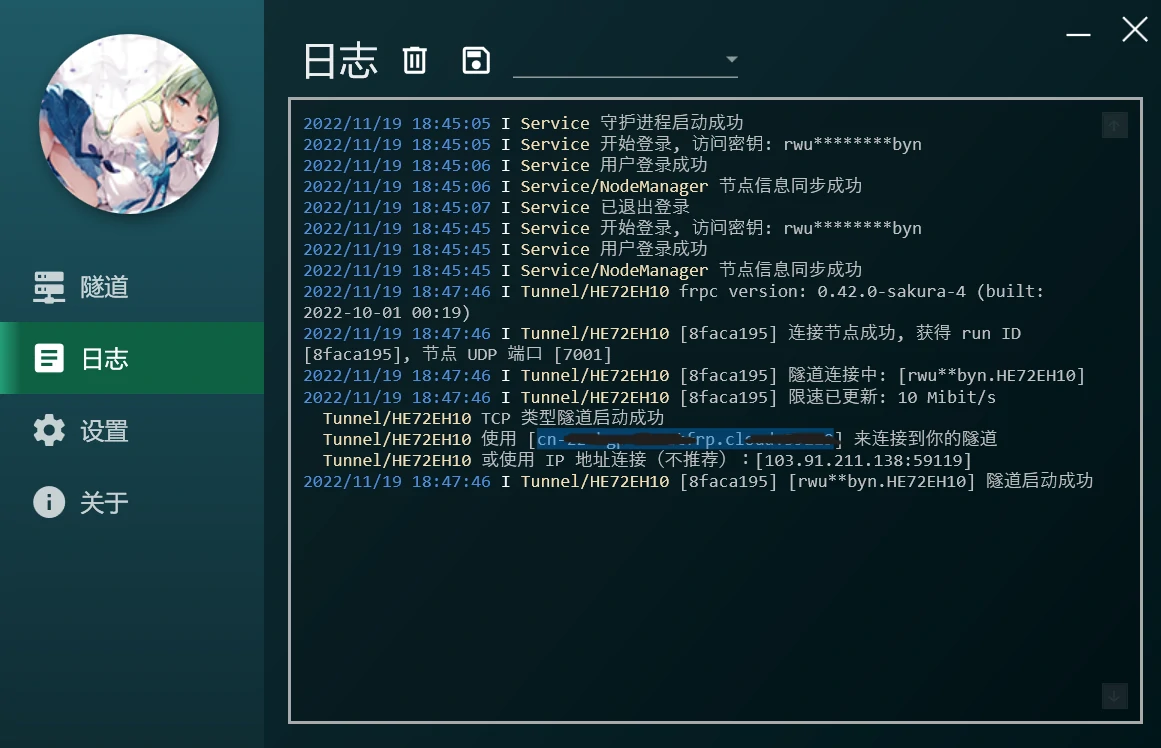 日志
隧道
日志
设置
关于
2022/11/19 18:45:05 I Service 守护进程启动成功
2022/11/19 18:45:05 I Service 开始登录, 访问密钥: rwu********byn
2022/11/19 18:45:06 I Service 用户登录成功
2022/11/19 18:45:06 I Service/NodeManager 节点信息同步成功
2022/11/19 18:45:07 I Service 已退出登录
2022/11/19 18:45:45 I Service 开始登录, 访问密钥: rwu********byn
2022/11/19 18:45:45 I Service 用户登录成功
2022/11/19 18:45:45 I Service/NodeManager 节点信息同步成功
2022/11/19 18:47:46 I Tunnel/HE72EH10 frpc version: 0.42.0-sakura-4 (built:
2022-10-01 00:19)
2022/11/19 18:47:46 I Tunnel/HE72EH10 [8faca195] 连接节点成功, 获得 run ID
[8faca195], 节点 UDP 端口 [7001]
2022/11/19 18:47:46 I Tunnel/HE72EH10 [8faca195] 隧道连接中: [rwu**byn.HE72EH10]
2022/11/19 18:47:46 I Tunnel/HE72EH10 [8faca195] 限速已更新: 10 Mibit/s
Tunnel/HE72EH10 TCP 类型隧道启动成功
Tunnel/HE72EH10 使用 [cn- frp. ] 来连接到你的隧道
Tunnel/HE72EH10 或使用 IP 地址连接（不推荐）：[103.91.211.138:59119]
2022/11/19 18:47:46 I Tunnel/HE72EH10 [8faca195] [rwu**byn.HE72EH10] 隧道启动成功